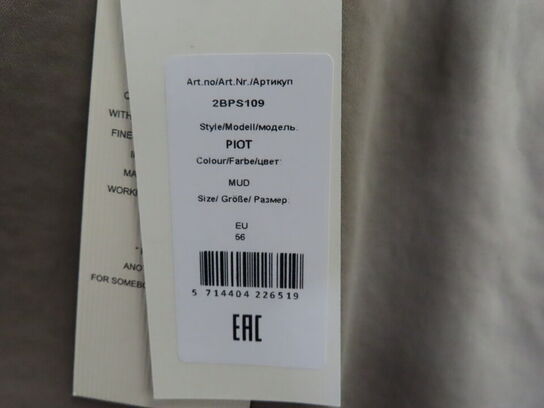 Art.no/Art.Nr./Артикул
2BPS109
Style/Modell/модель:
PIOT
Colour/Farbe/цвет:
MUD
Size/ Größe/ Размер:
EU
56
5 714404 226519
EAC
WITH
FINE
MA
WORK
ANO
FOR SOMEBO